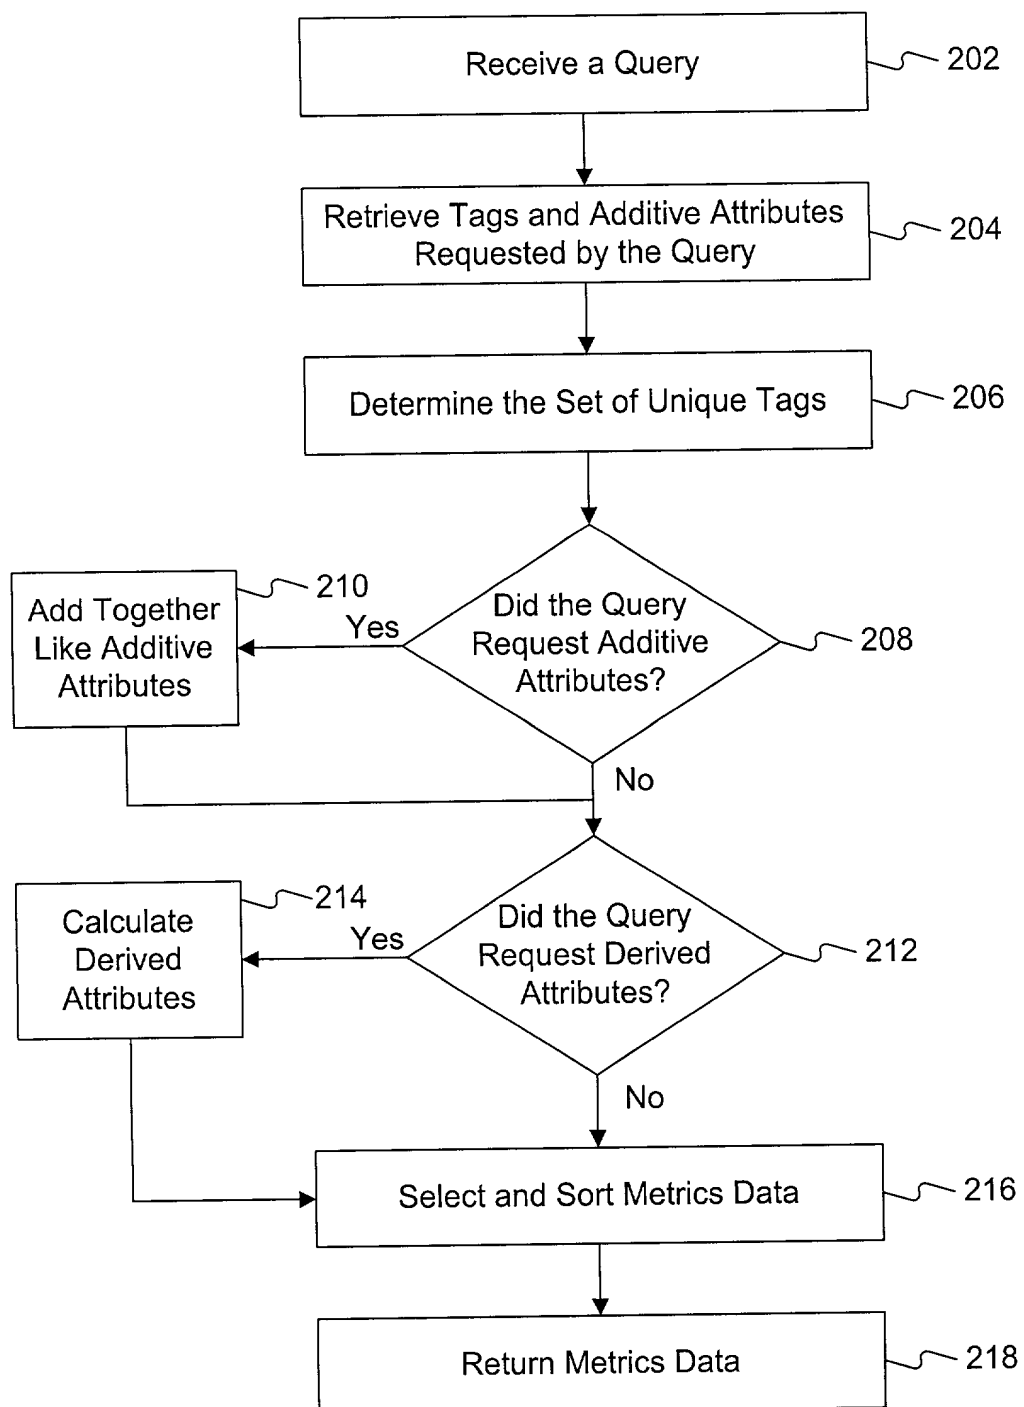 Receive a Query
202
Retrieve Tags and Additive Attributes
Requested by the Query
204
Determine the Set of Unique Tags
206
Did the Query
Request Additive
Attributes?
208
Yes
210
Add Together
Like Additive
Attributes
No
Did the Query
Request Derived
Attributes?
212
Yes
214
Calculate
Derived
Attributes
No
Select and Sort Metrics Data
216
Return Metrics Data
218